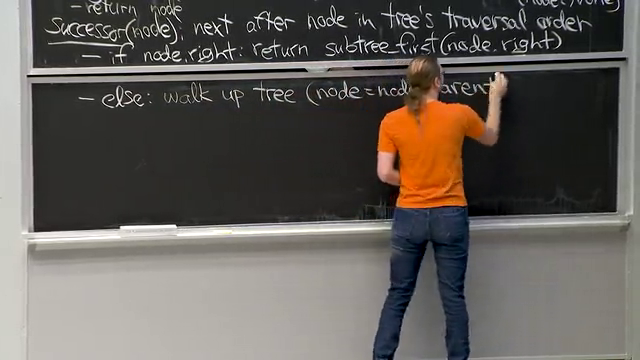 - return node
Successor(node): next after node in tree's traversal order
- if node.right: return subtree_first(node.right)
- else: walk up tree (node=node parent